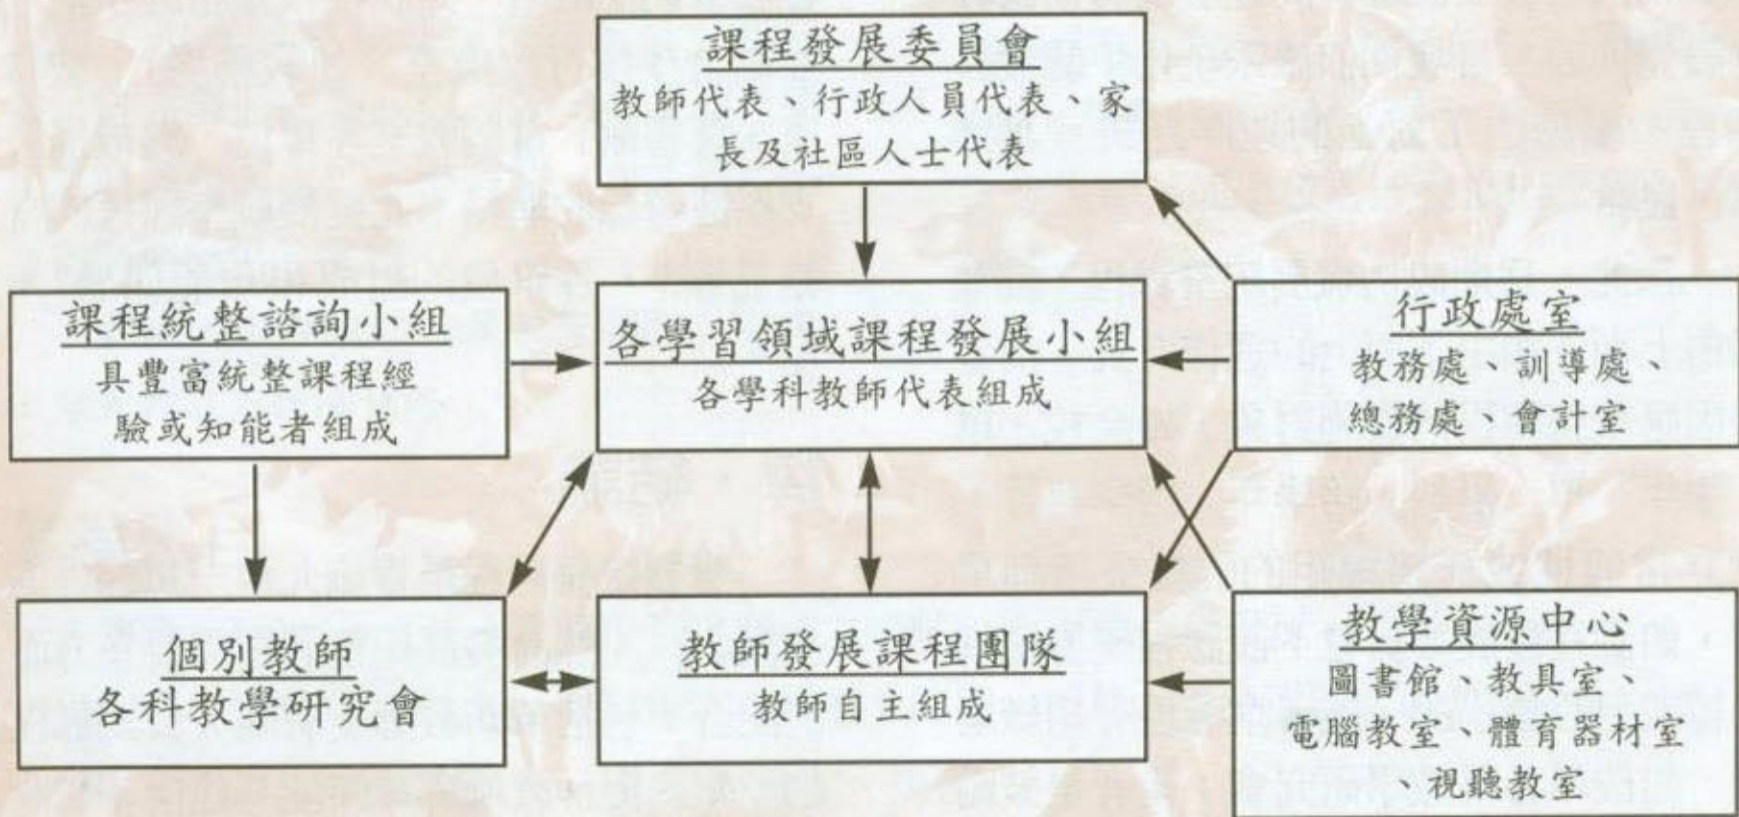 課程發展委員會
教師代表、行政人員代表、家
長及社區人士代表
課程統整諮詢小組
具豐富統整課程經
驗或知能者組成
各學習領域課程發展小組
各學科教師代表組成
行政處室
教務處、訓導處、
總務處、會計室
個別教師
各科教學研究會
教師發展課程團隊
教師自主組成
教學資源中心
圖書館、教具室、
電腦教室、體育器材室
、視聽教室